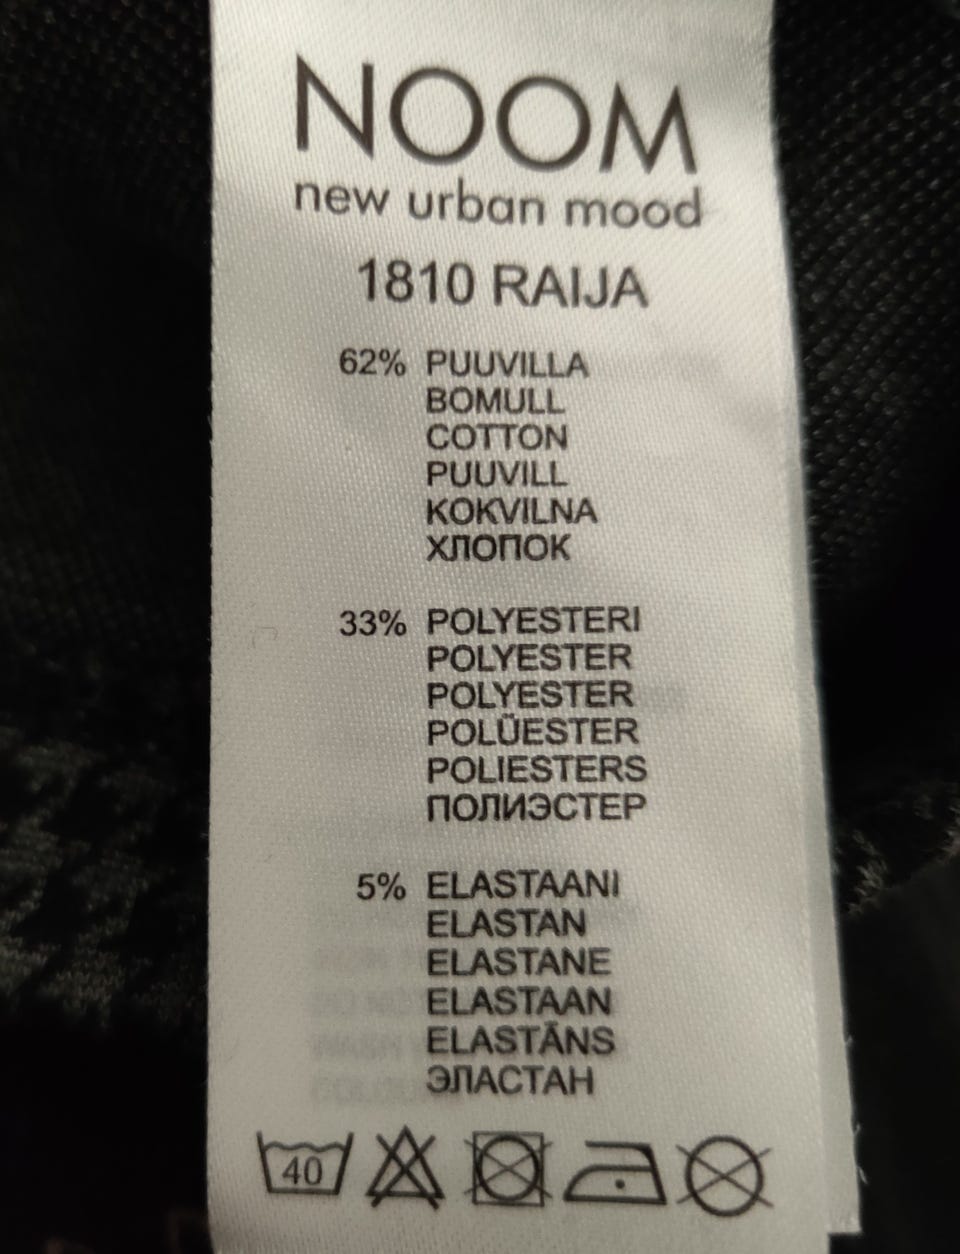 NOOM
new urban mood
1810 RAIJA
62% PUUVILLA
BOMULL
COTTON
PUUVILL
KOKVILNA
ХЛОПОК
33% POLYESTERI
POLYESTER
POLYESTER
POLÜESTER
POLIESTERS
ПОЛИЭСТЕР
5% ELASTAANI
ELASTAN
ELASTANE
ELASTAAN
ELASTĀNS
ЭЛАСТАН
40